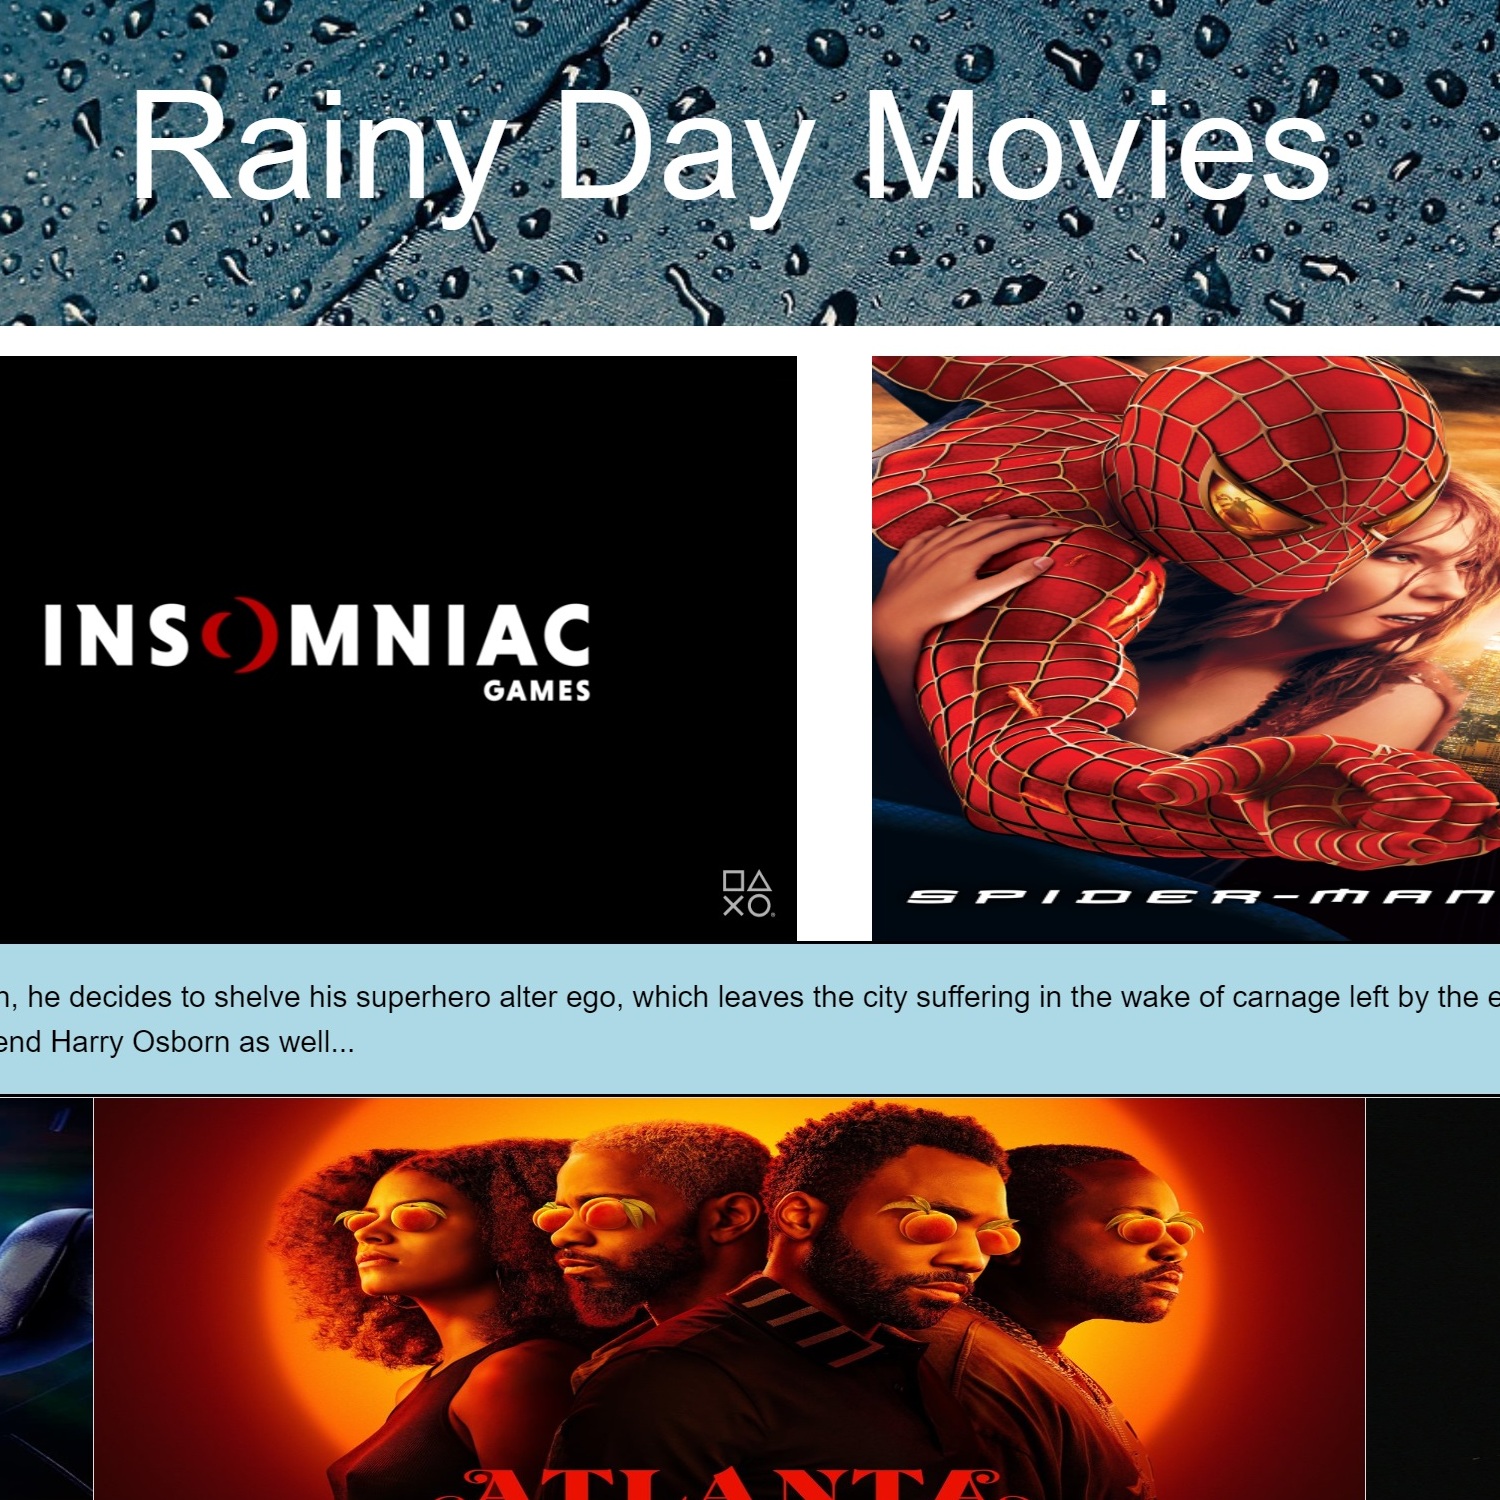 Rainy Day Movies
INSOMNIAC
GAMES
SPIDER-MAN
he decides to shelve his superhero alter ego, which leaves the city suffering in the wake of carnage left by the
Harry Osborn as well...
ATLANTA